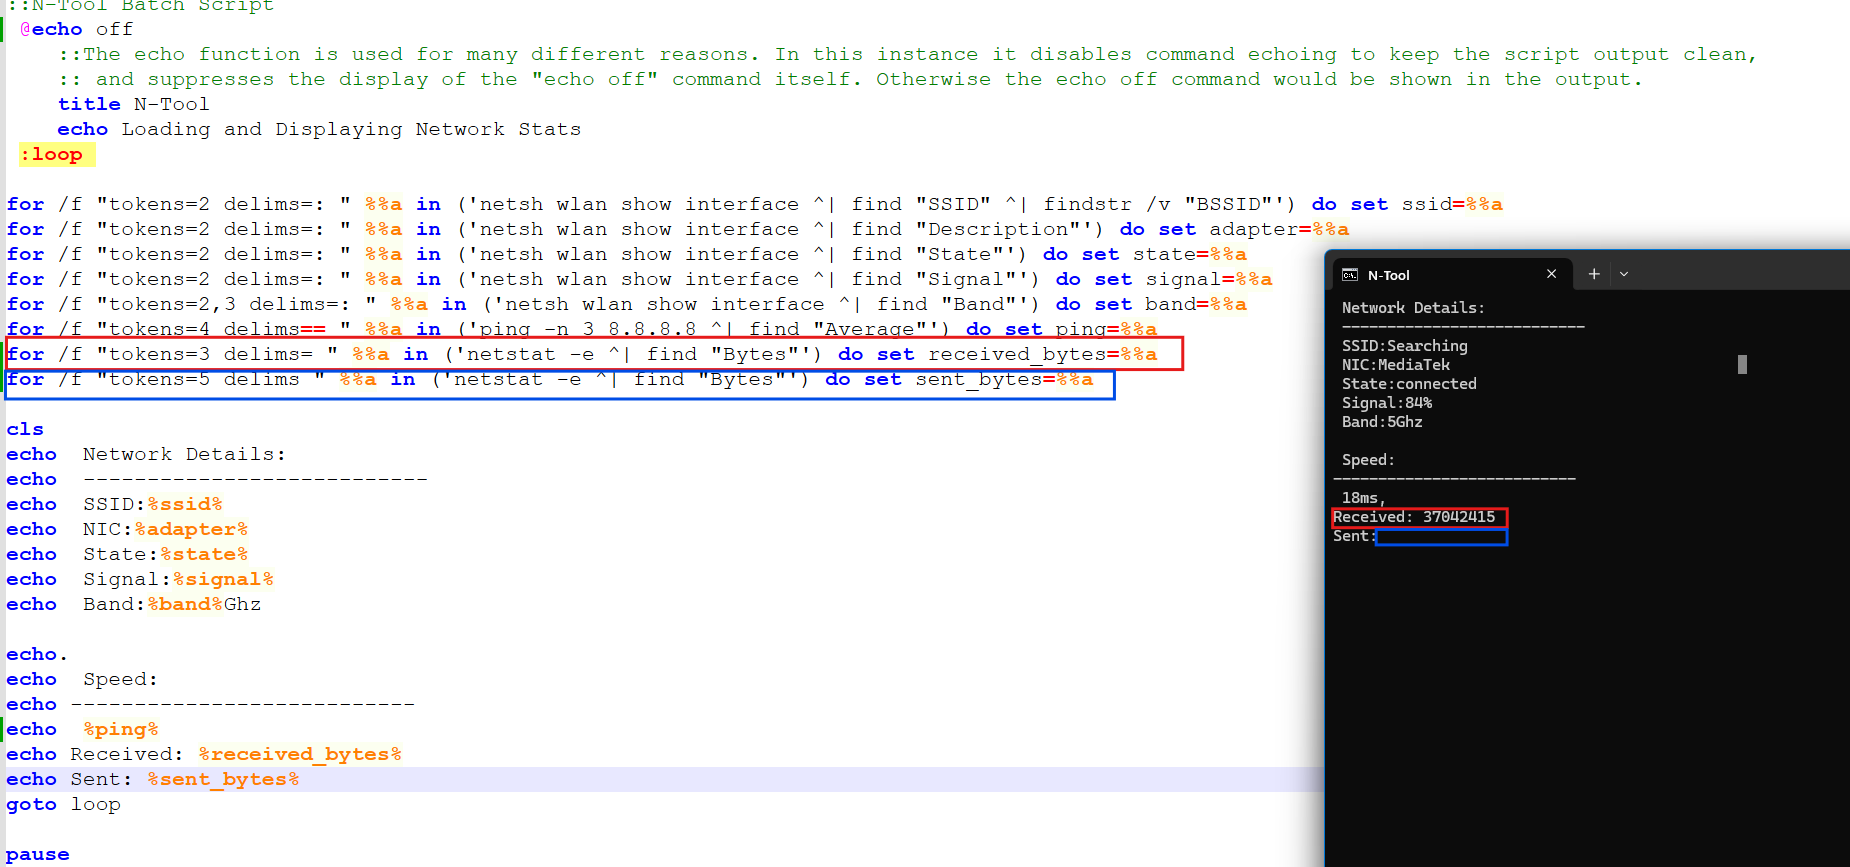 ::N-Tool Batch Script
@echo off
::The echo function is used for many different reasons. In this instance it disables command echoing to keep the script output clean,
:: and suppresses the display of the "echo off" command itself. Otherwise the echo off command would be shown in the output.
title N-Tool
echo Loading and Displaying Network Stats
:loop
for /f "tokens=2 delims=: " %%a in ('netsh wlan show interface ^| find "SSID" ^| findstr /v "BSSID"') do set ssid=%%a
for /f "tokens=2 delims=: " %%a in ('netsh wlan show interface ^| find "Description"') do set adapter=%%a
for /f "tokens=2 delims=: " %%a in ('netsh wlan show interface ^| find "State"') do set state=%%a
for /f "tokens=2 delims=: " %%a in ('netsh wlan show interface ^| find "Signal"') do set signal=%%a
for /f "tokens=2,3 delims=: " %%a in ('netsh wlan show interface ^| find "Band"') do set band=%%a
for /f "tokens=4 delims== " %%a in ('ping -n 3 8.8.8.8 ^| find "Average"') do set ping=%%a
for /f "tokens=3 delims= " %%a in ('netstat -e ^| find "Bytes"') do set received_bytes=%%a
for /f "tokens=5 delims " %%a in ('netstat -e ^| find "Bytes"') do set sent_bytes=%%a
cls
echo  Network Details:
echo  ---------------------------
echo  SSID:%ssid%
echo  NIC:%adapter%
echo  State:%state%
echo  Signal:%signal%
echo  Band:%band%Ghz
echo.
echo  Speed:
echo ---------------------------
echo  %ping%
echo Received: %received_bytes%
echo Sent: %sent_bytes%
goto loop
pause
N-Tool
Network Details:
---------------------------
SSID:Searching
NIC:MediaTek
State:connected
Signal:84%
Band:5Ghz
Speed:
---------------------------
18ms,
Received: 37042415
Sent: